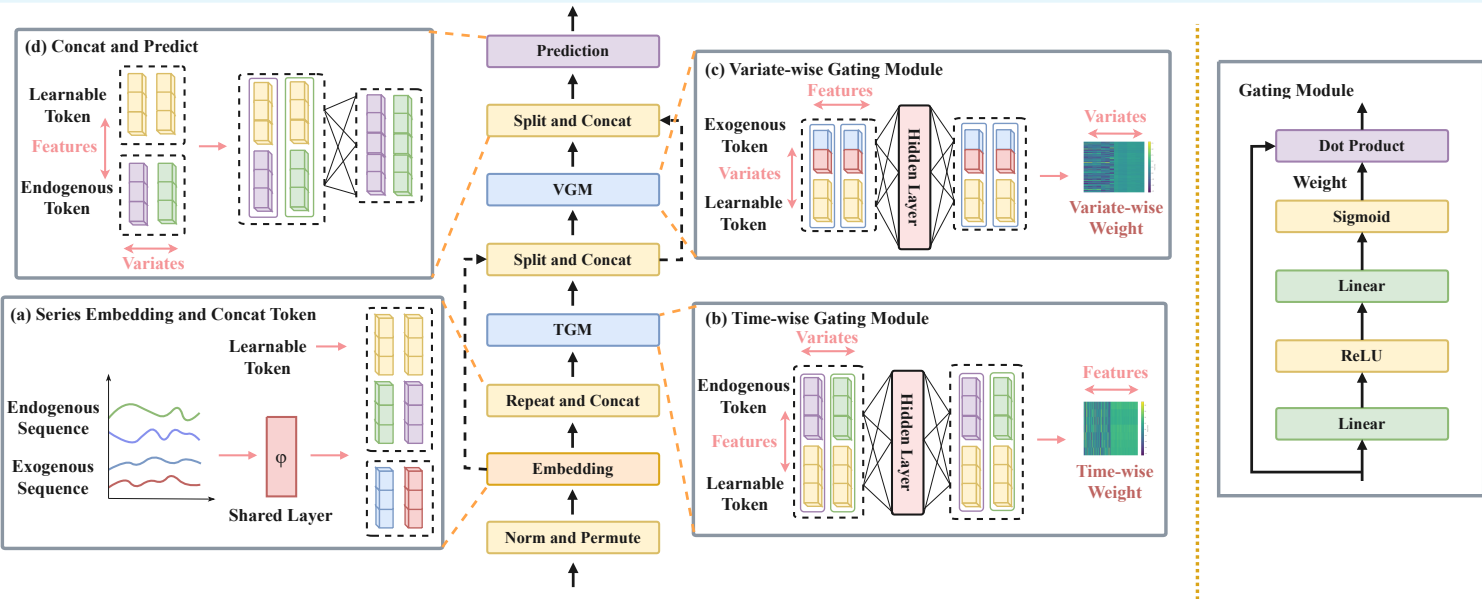 (d) Concat and Predict
Learnable
Token
Features
Endogenous
Token
Variates
(a) Series Embedding and Concat Token
Learnable
Token
Endogenous
Sequence
Exogenous
Sequence
φ
Shared Layer
Prediction
Split and Concat
VGM
Split and Concat
TGM
Repeat and Concat
Embedding
Norm and Permute
(c) Variate-wise Gating Module
Features
Exogenous
Token
Variates
Learnable
Token
Hidden Layer
Variates
Variate-wise
Weight
(b) Time-wise Gating Module
Variates
Endogenous
Token
Features
Learnable
Token
Hidden Layer
Features
Time-wise
Weight
Gating Module
Dot Product
Weight
Sigmoid
Linear
ReLU
Linear